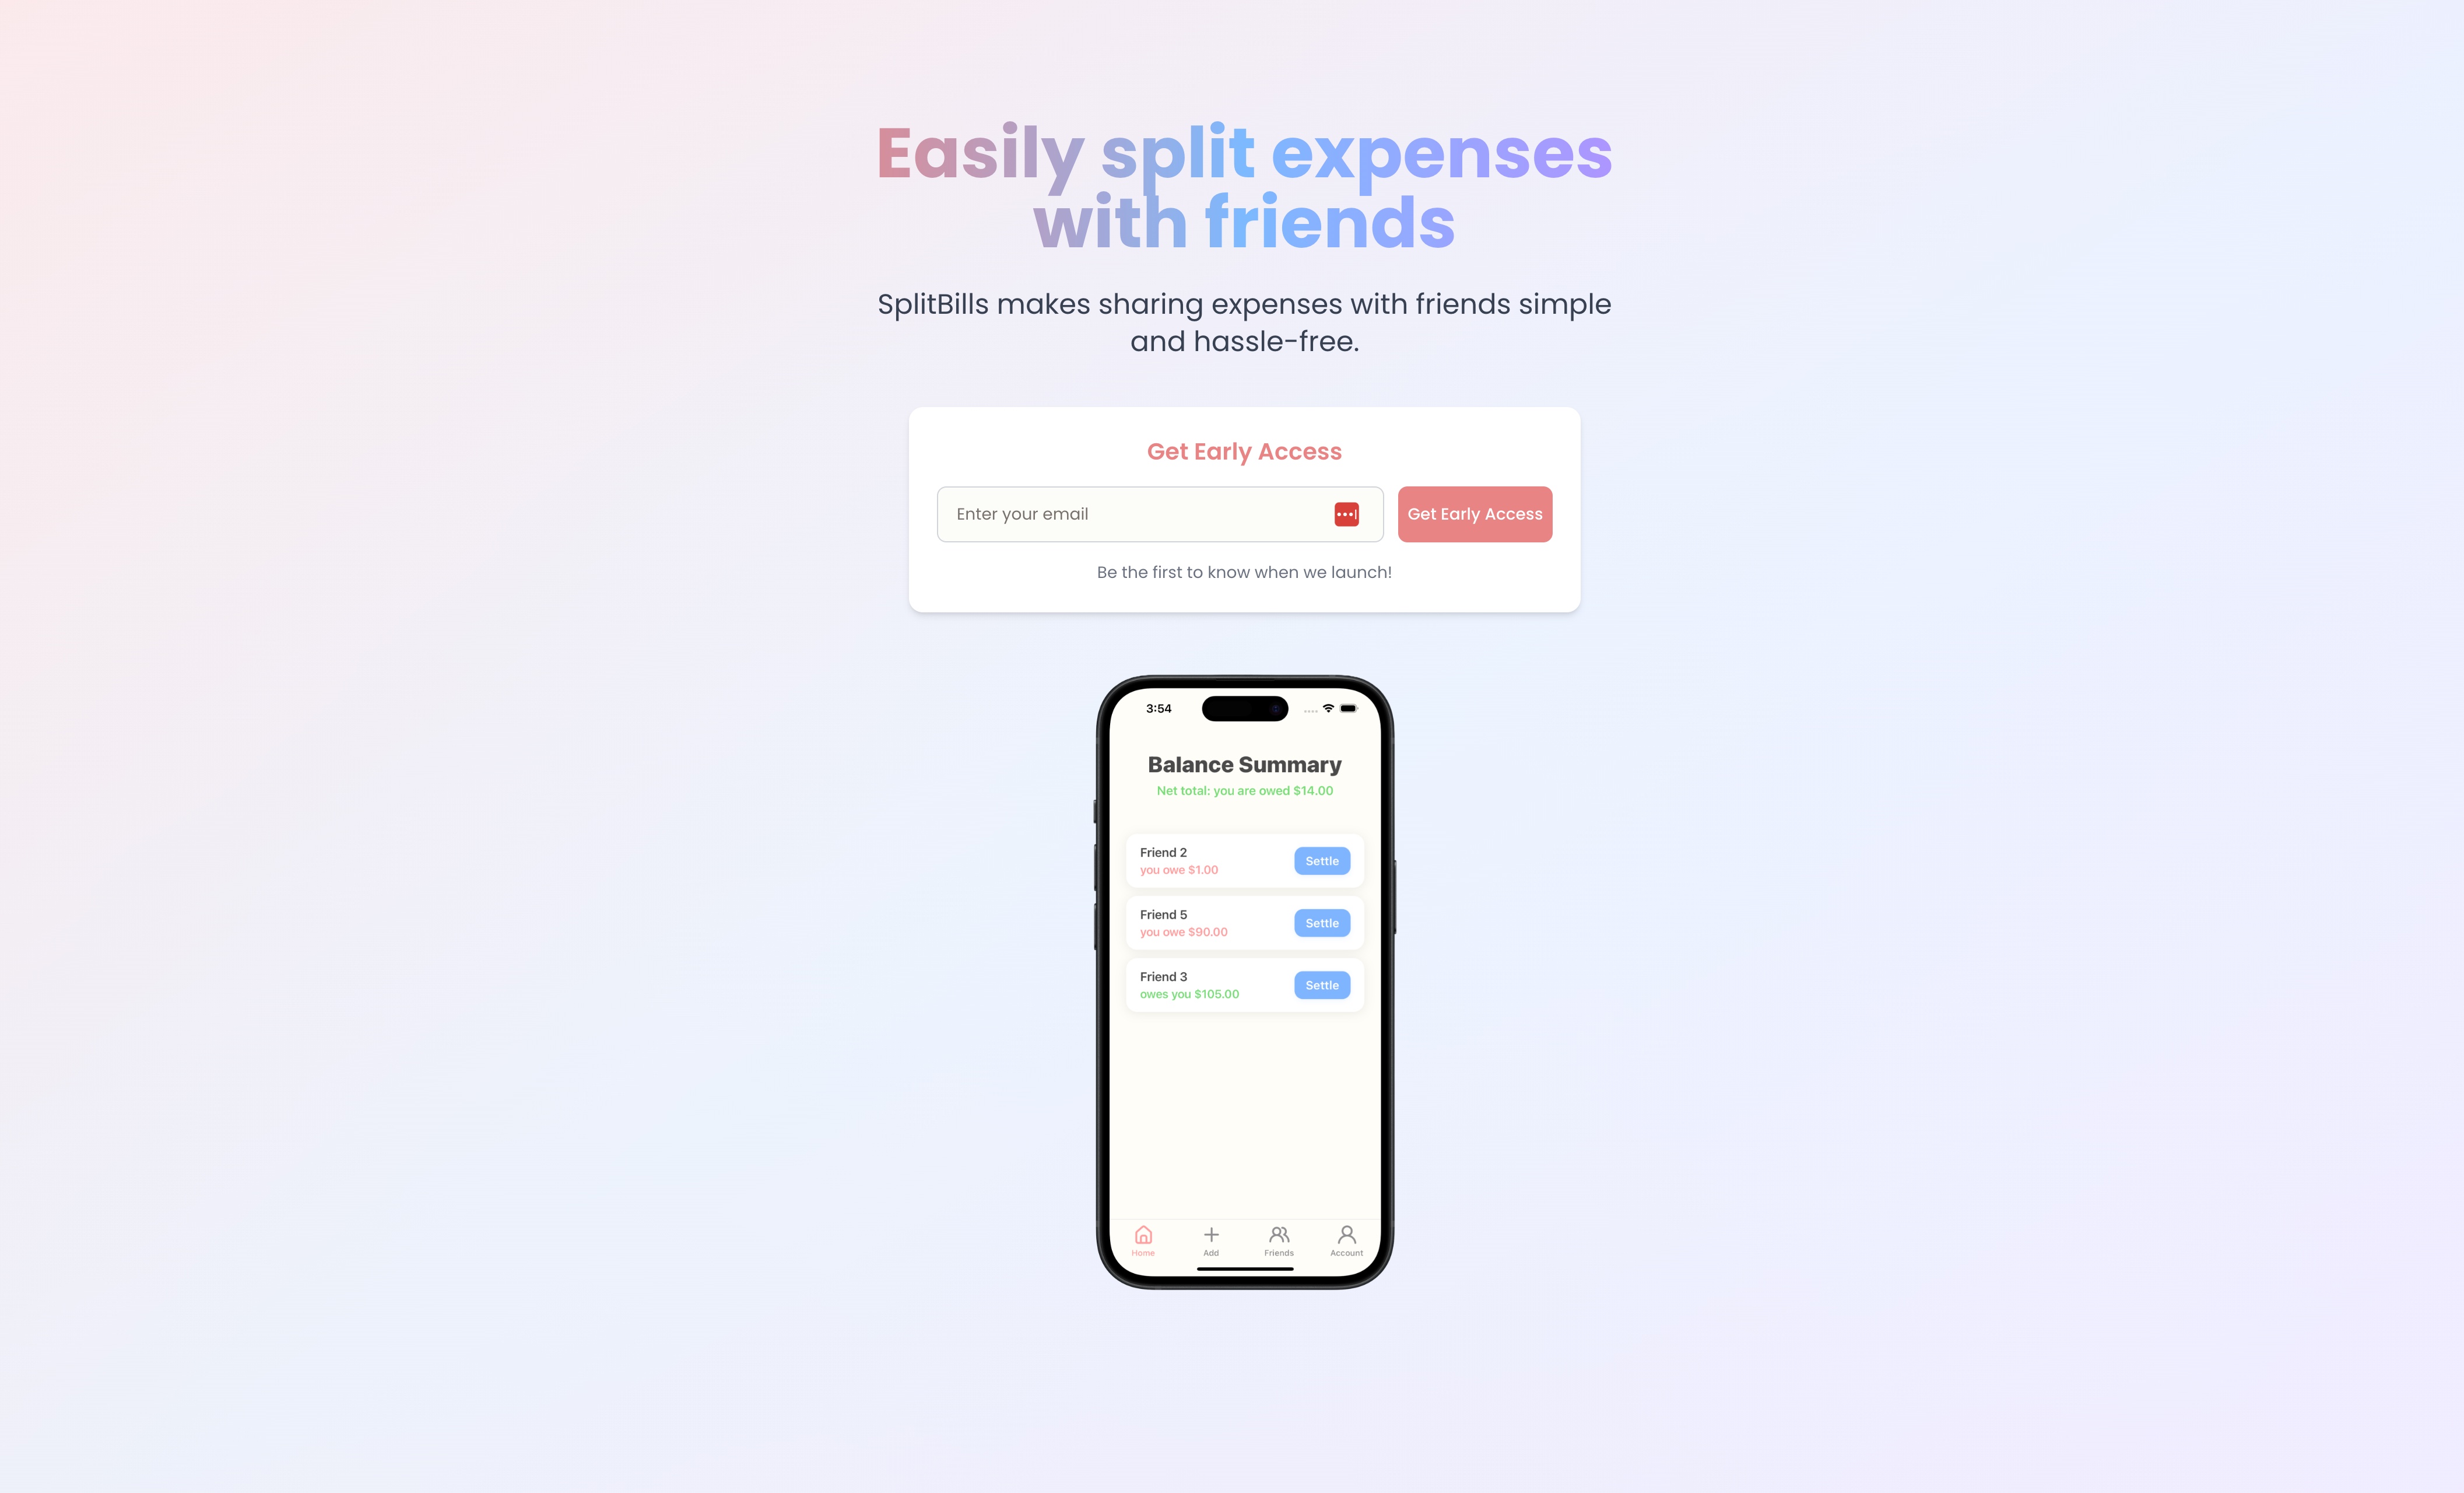 Easily split expenses
with friends
SplitBills makes sharing expenses with friends simple
and hassle-free.
Get Early Access
Enter your email
Get Early Access
Be the first to know when we launch!
3:54
Balance Summary
Net total: you are owed $14.00
Friend 2
you owe $1.00
Settle
Friend 5
you owe $90.00
Settle
Friend 3
owes you $105.00
Settle
Home
Add
Friends
Account